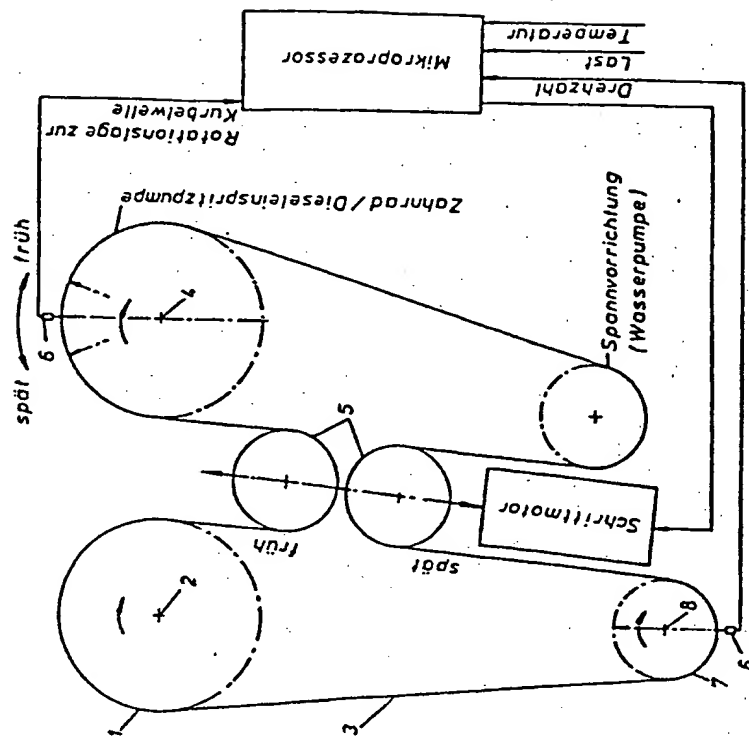 spät
früh
6
Rotationslage zur
Kurbelwelle
Zahnrad / Dieseleinspritzpumpe
Mikroprozessor
Temperatur
Last
Drehzahl
1
2
3
4
5
früh
spät
Schrittmotor
Spannvorrichtung
(Wasserpumpe)
7
8
6